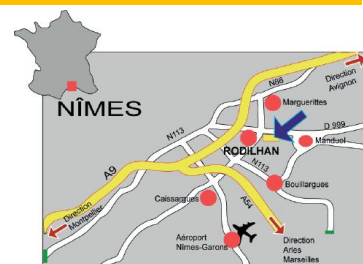 NÎMES
N86
Direction
Avignon
Marguerittes
N113
D 999
RODILHAN
Manduel
A9
N113
Bouillargues
Direction
Montpellier
Caissargues
A54
Aéroport
Nîmes-Garons
Direction
Arles
Marseilles